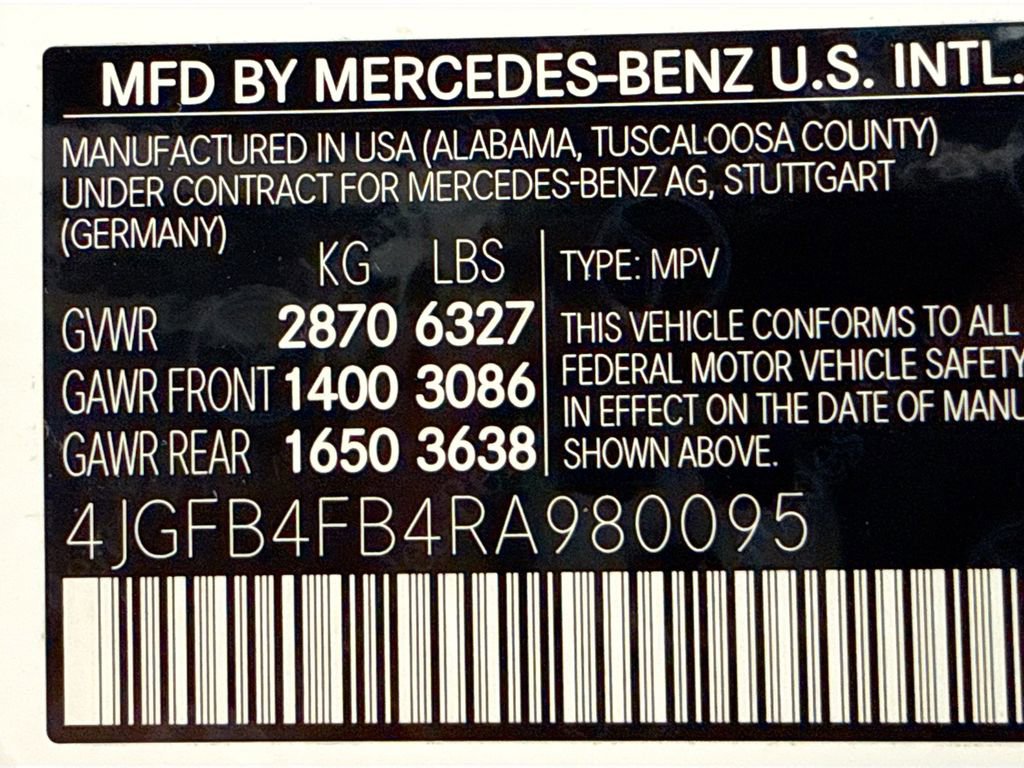 MFD BY MERCEDES-BENZ U.S. INTL.
MANUFACTURED IN USA (ALABAMA, TUSCALOOSA COUNTY)
UNDER CONTRACT FOR MERCEDES-BENZ AG, STUTTGART
(GERMANY)
KG LBS
GVWR 2870 6327
GAWR FRONT 1400 3086
GAWR REAR 1650 3638
TYPE: MPV
THIS VEHICLE CONFORMS TO ALL
FEDERAL MOTOR VEHICLE SAFETY
IN EFFECT ON THE DATE OF MANU
SHOWN ABOVE.
4JGFB4FB4RA980095